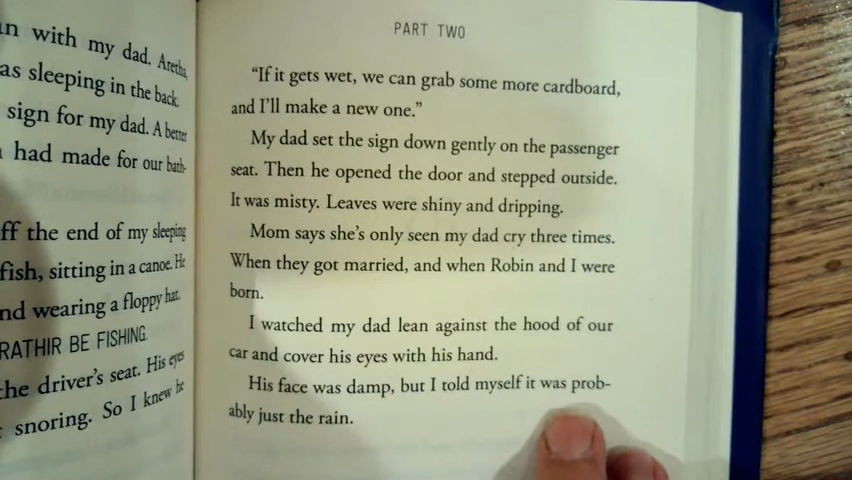 n with my dad. Aretha,
as sleeping in the back.
sign for my dad. A better
had made for our bath-
ff the end of my sleeping
fish, sitting in a canoe. He
nd wearing a floppy hat.
RATHIR BE FISHING.
the driver's seat. His eyes
snoring. So I knew he
PART TWO
"If it gets wet, we can grab some more cardboard,
and I'll make a new one."
My dad set the sign down gently on the passenger
seat. Then he opened the door and stepped outside.
It was misty. Leaves were shiny and dripping.
Mom says she's only seen my dad cry three times.
When they got married, and when Robin and I were
born.
I watched my dad lean against the hood of our
car and cover his eyes with his hand.
His face was damp, but I told myself it was prob-
ably just the rain.